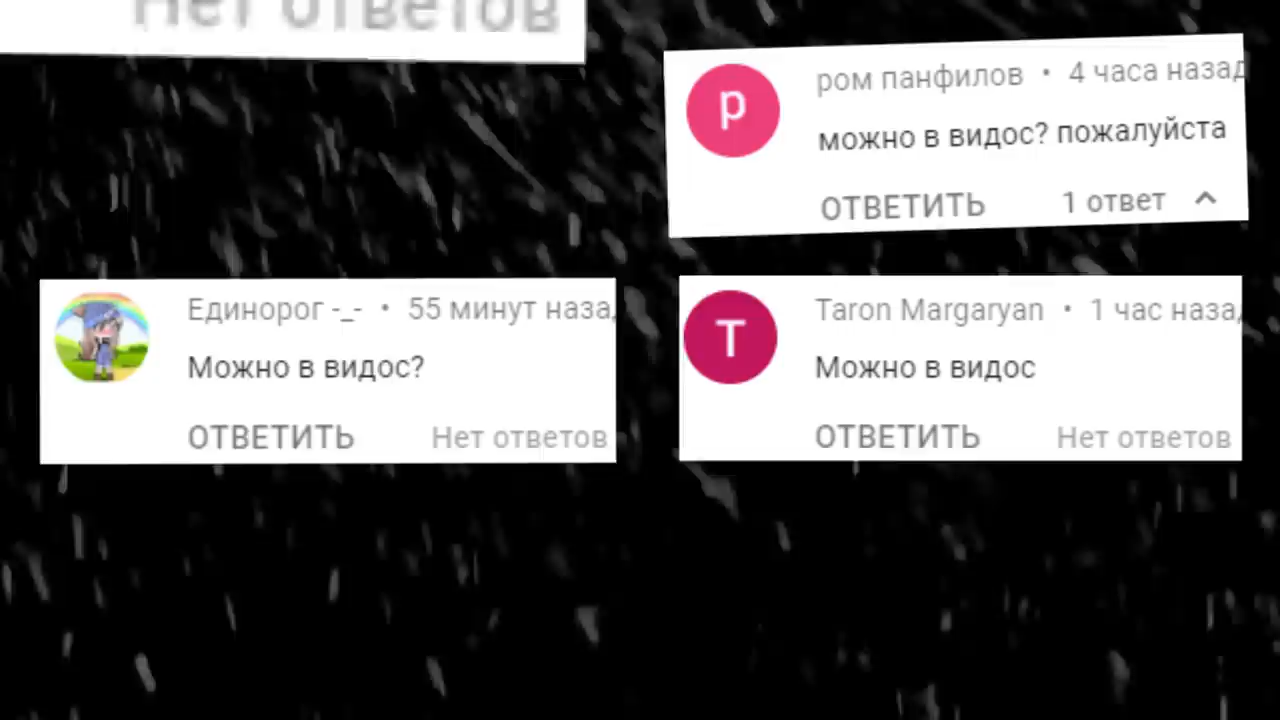 Нет ответов
ром панфилов • 4 часа назад
можно в видос? пожалуйста
ОТВЕТИТЬ 1 ответ
Р
Единорог -_- • 55 минут наза
Можно в видос?
ОТВЕТИТЬ Нет ответов
T
Taron Margaryan • 1 час наза
Можно в видос
ОТВЕТИТЬ Нет ответов